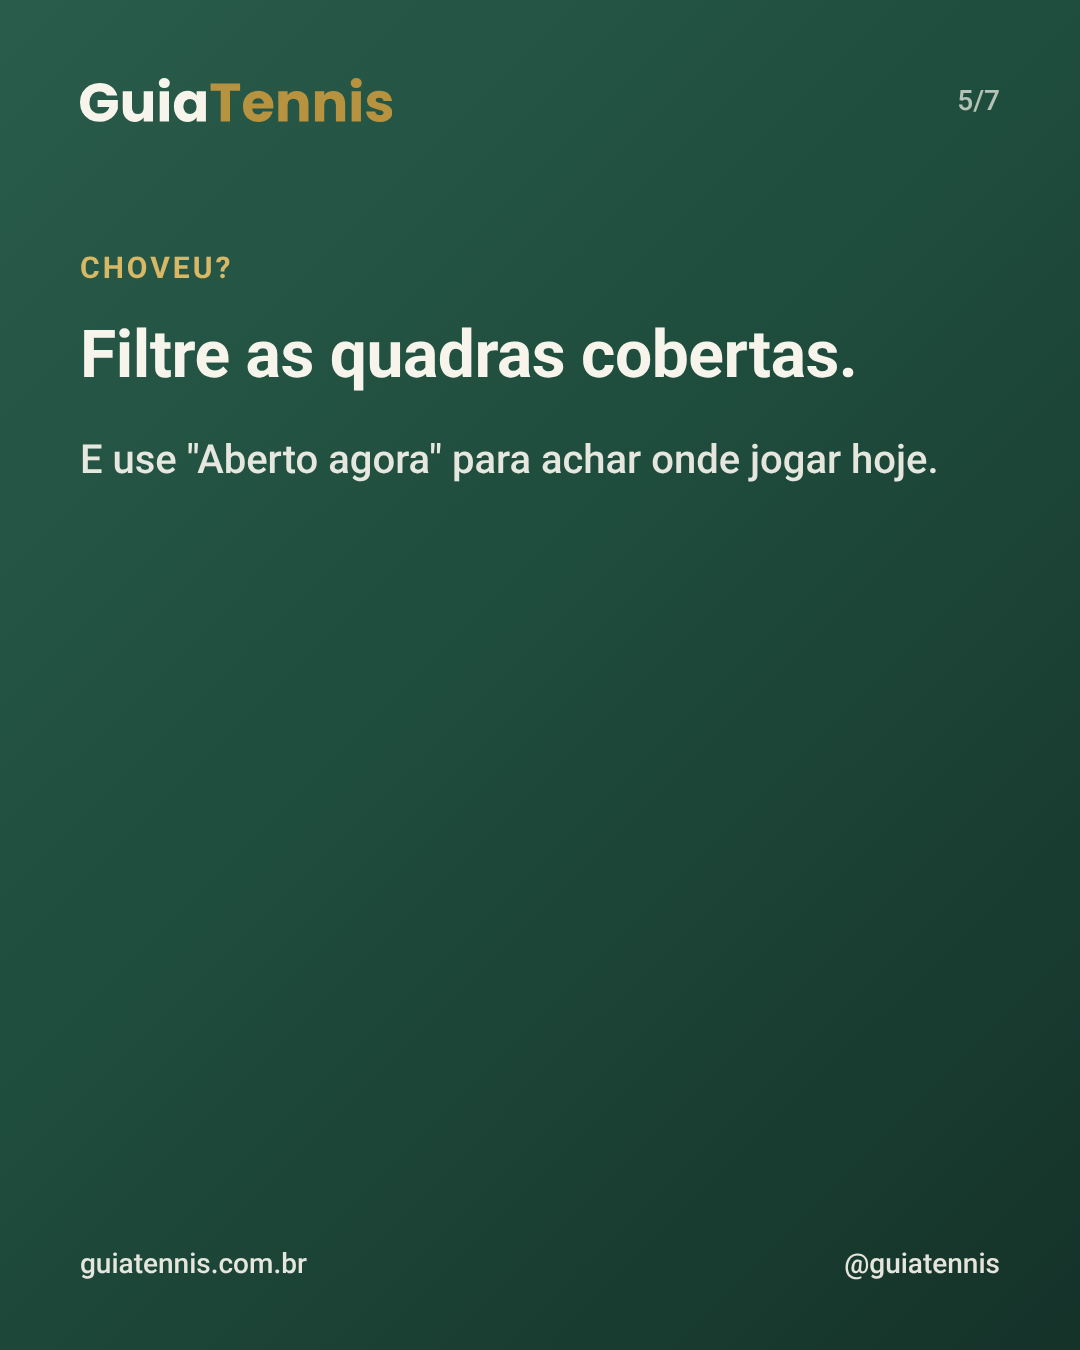 GuiaTennis
5/7
CHOVEU?
Filtre as quadras cobertas.
E use "Aberto agora" para achar onde jogar hoje.
guiatennis.com.br
@guiatennis